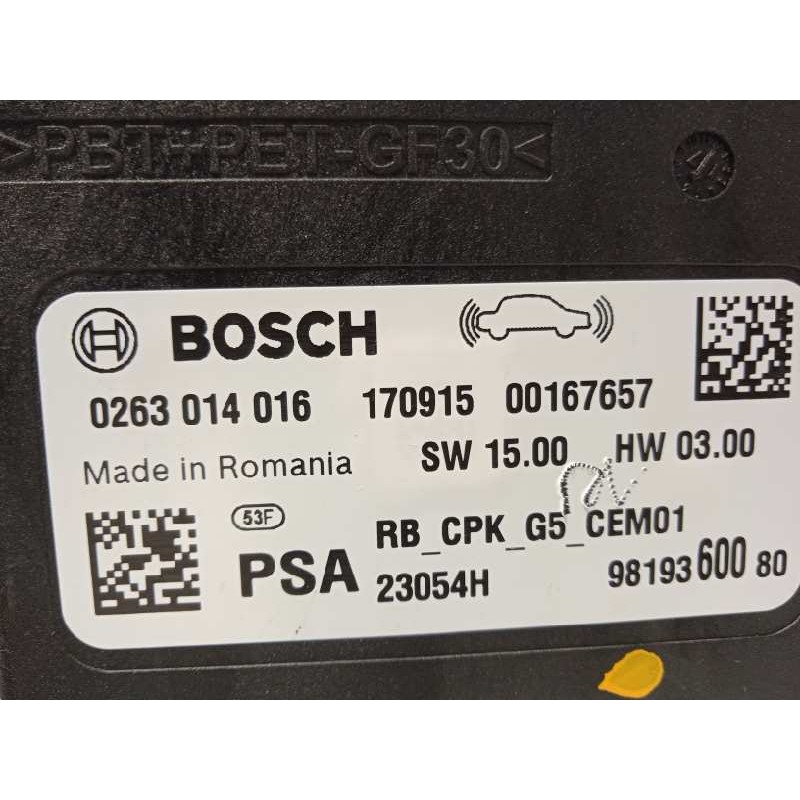 >PBT+PET-GF30<
BOSCH
0263 014 016 170915 00167657
Made in Romania SW 15.00 HW 03.00
53F
PSA RB_CPK_G5_CEM01
23054H 98193 600 80